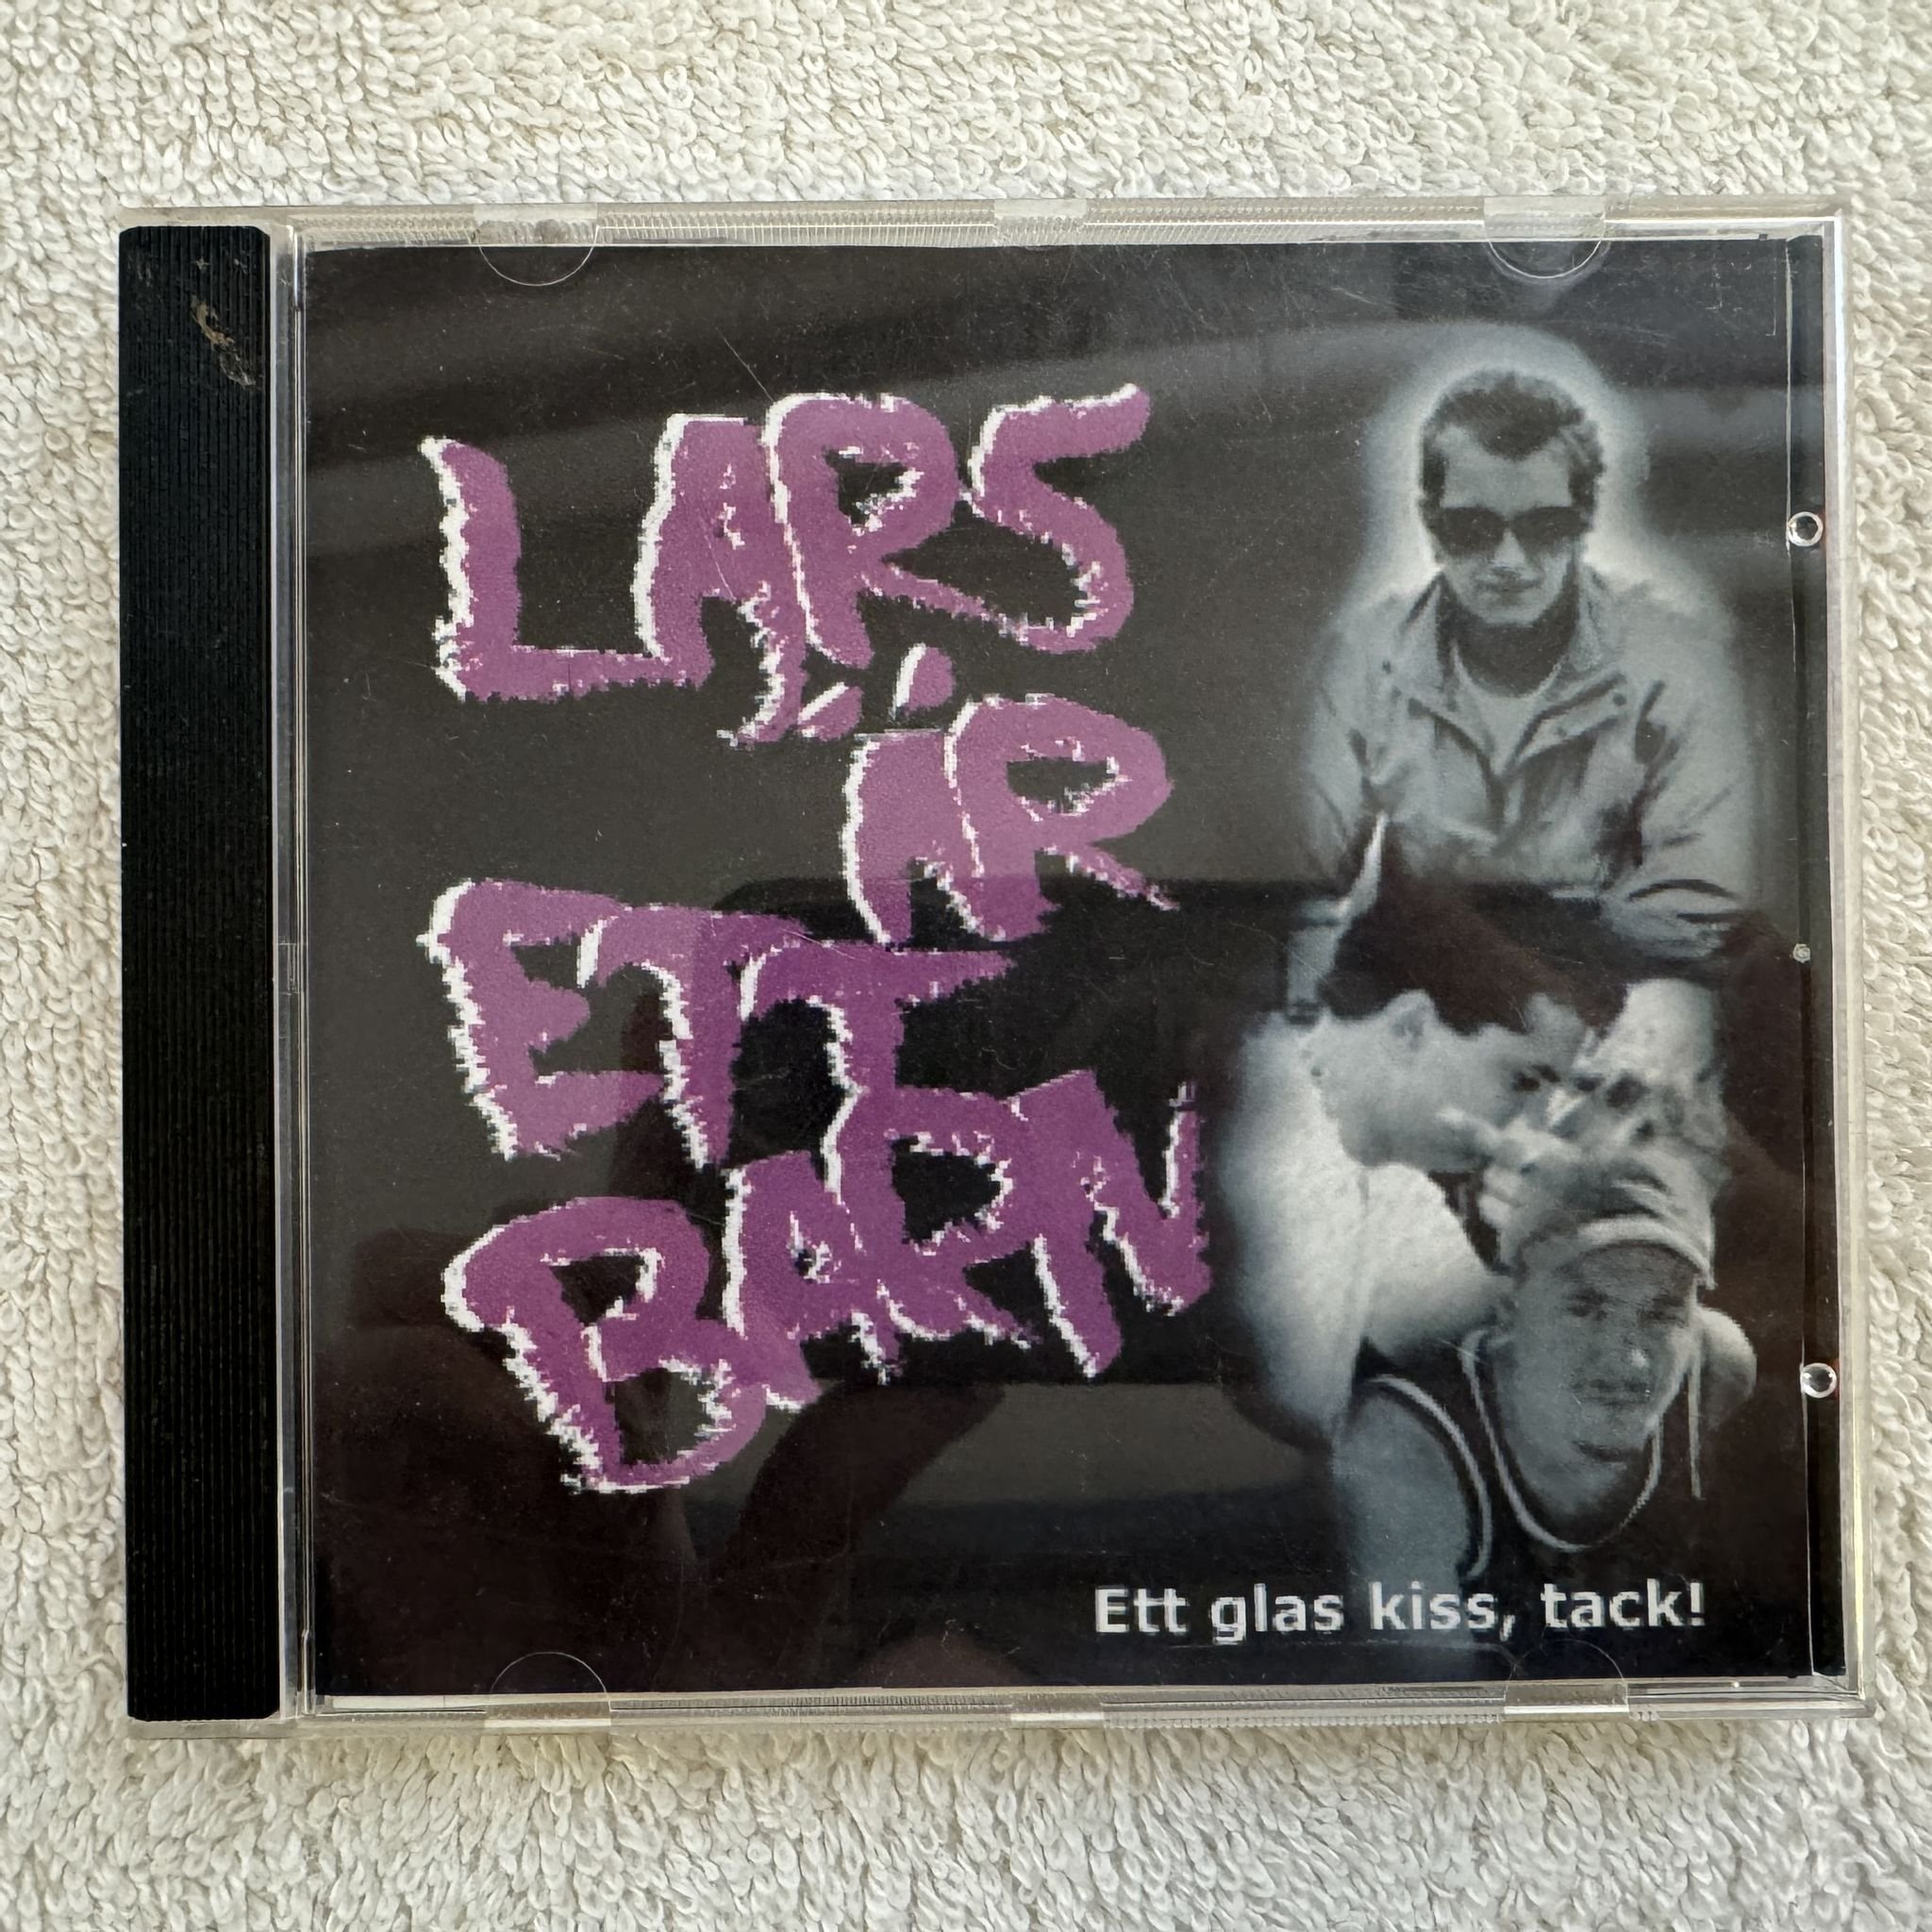 LARS
ÄR
ETT
BARN
Ett glas kiss, tack!